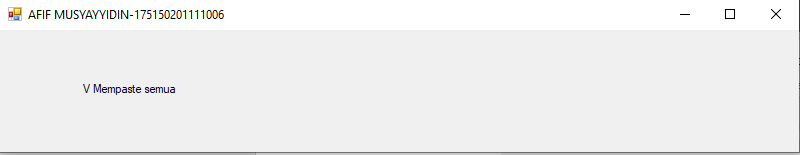 AFIF MUSYAYYIDIN-175150201111006
V Mempaste semua